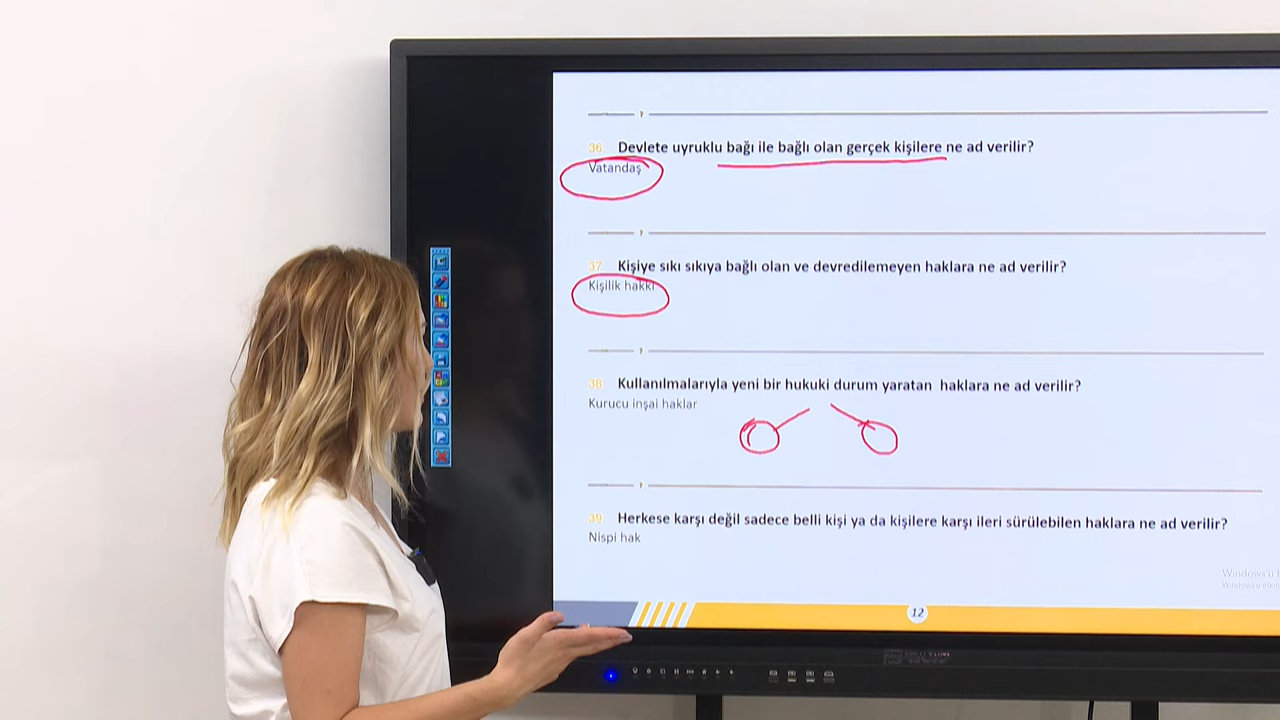 36 Devlete uyruklu bağı ile bağlı olan gerçek kişilere ne ad verilir?
Vatandaş
37 Kişiye sıkı sıkıya bağlı olan ve devredilemeyen haklara ne ad verilir?
Kişilik hakkı
38 Kullanılmalarıyla yeni bir hukuki durum yaratan haklara ne ad verilir?
Kurucu inşai haklar
39 Herkese karşı değil sadece belli kişi ya da kişilere karşı ileri sürülebilen haklara ne ad verilir?
Nispi hak
Windows'u
12